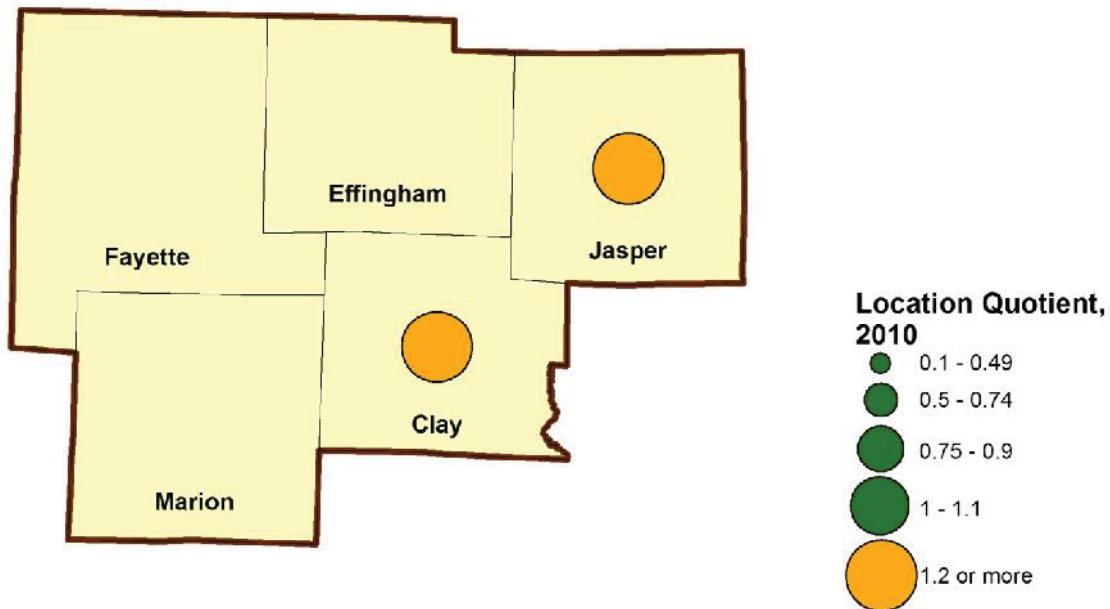 Effingham
Jasper
Fayette
Clay
Marion
Location Quotient,
2010
0.1 - 0.49
0.5 - 0.74
0.75 - 0.9
1 - 1.1
1.2 or more